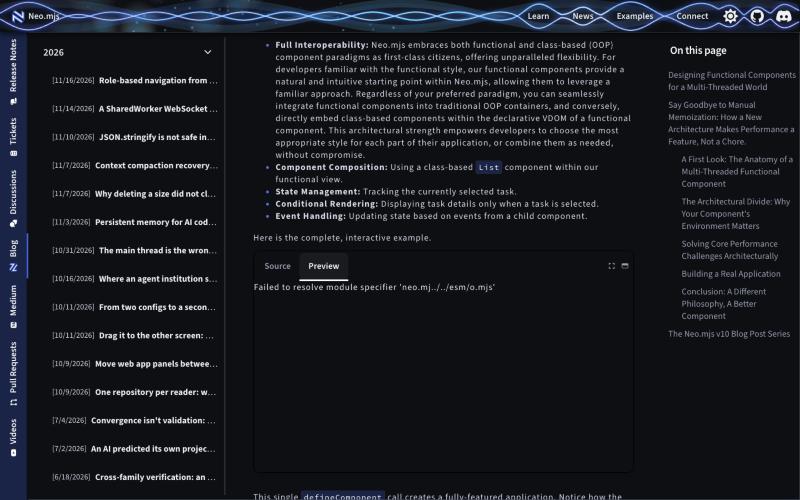 Neo.mjs
Learn
News
Examples
Connect
Release Notes
Tickets
Discussions
Blog
Medium
Pull Requests
Videos
2026
[11/16/2026] Role-based navigation from ...
[11/14/2026] A SharedWorker WebSocket ...
[11/10/2026] JSON.stringify is not safe in...
[11/7/2026] Context compaction recovery...
[11/7/2026] Why deleting a size did not cl...
[11/3/2026] Persistent memory for AI cod...
[10/31/2026] The main thread is the wron...
[10/16/2026] Where an agent institution s...
[10/11/2026] From two configs to a secon...
[10/11/2026] Drag it to the other screen: ...
[10/9/2026] Move web app panels betwee...
[10/9/2026] One repository per reader: w...
[7/4/2026] Convergence isn't validation: ...
[7/2/2026] An AI predicted its own projec...
[6/18/2026] Cross-family verification: an ...
• Full Interoperability: Neo.mjs embraces both functional and class-based (OOP)
component paradigms as first-class citizens, offering unparalleled flexibility. For
developers familiar with the functional style, our functional components provide a
natural and intuitive starting point within Neo.mjs, allowing them to leverage a
familiar approach. Regardless of your preferred paradigm, you can seamlessly
integrate functional components into traditional OOP containers, and conversely,
directly embed class-based components within the declarative VDOM of a functional
component. This architectural strength empowers developers to choose the most
appropriate style for each part of their application, or combine them as needed,
without compromise.
• Component Composition: Using a class-based List component within our
functional view.
• State Management: Tracking the currently selected task.
• Conditional Rendering: Displaying task details only when a task is selected.
• Event Handling: Updating state based on events from a child component.
Here is the complete, interactive example.
Source
Preview
Failed to resolve module specifier 'neo.mj../../esm/o.mjs'
This single defineComponent call creates a fully-featured application. Notice how the
On this page
Designing Functional Components
for a Multi-Threaded World
Say Goodbye to Manual
Memoization: How a New
Architecture Makes Performance a
Feature, Not a Chore.
A First Look: The Anatomy of a
Multi-Threaded Functional
Component
The Architectural Divide: Why
Your Component's
Environment Matters
Solving Core Performance
Challenges Architecturally
Building a Real Application
Conclusion: A Different
Philosophy, A Better
Component
The Neo.mjs v10 Blog Post Series